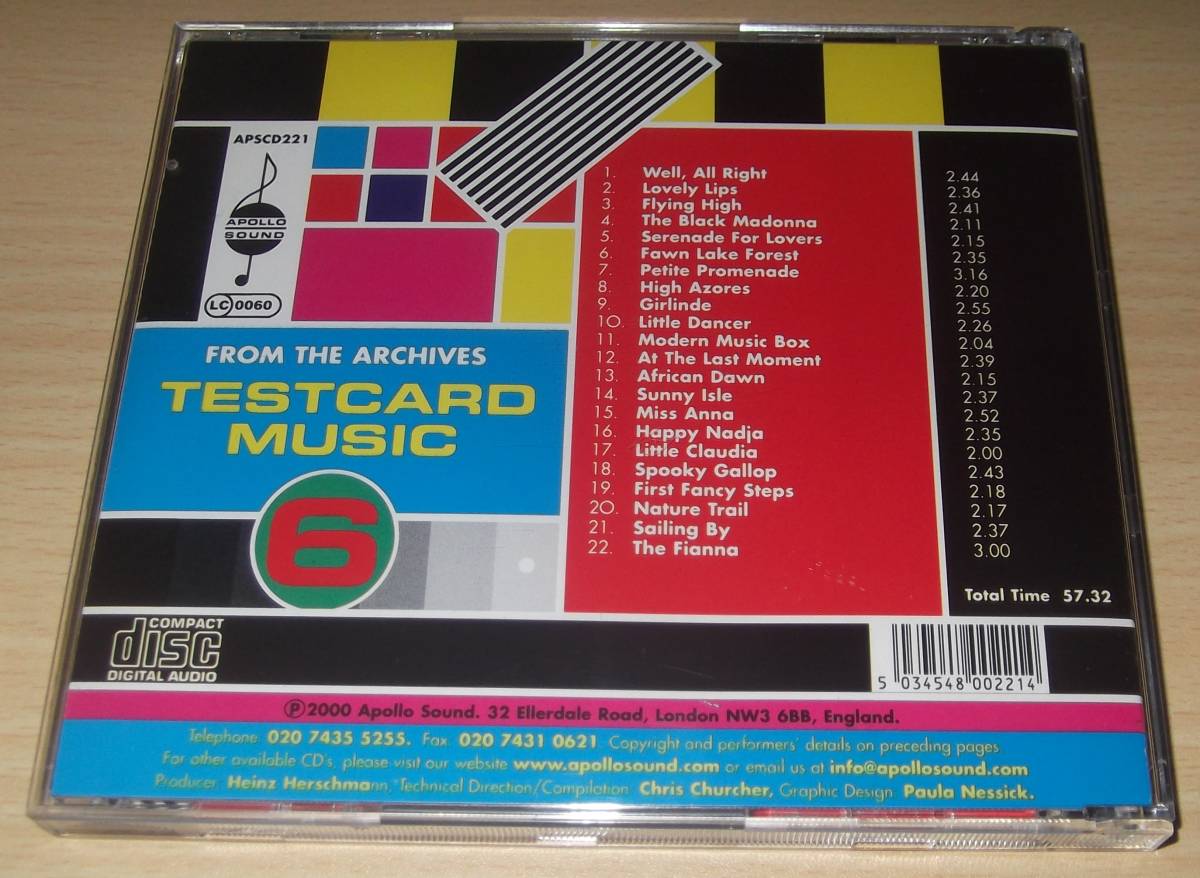 APSCD221
APOLLO
SOUND
LC 0060
FROM THE ARCHIVES
TESTCARD
MUSIC
6
1. Well, All Right 2.44
2. Lovely Lips 2.36
3. Flying High 2.41
4. The Black Madonna 2.11
5. Serenade For Lovers 2.15
6. Fawn Lake Forest 2.35
7. Petite Promenade 3.16
8. High Azores 2.20
9. Girlinde 2.55
10. Little Dancer 2.26
11. Modern Music Box 2.04
12. At The Last Moment 2.39
13. African Dawn 2.15
14. Sunny Isle 2.37
15. Miss Anna 2.52
16. Happy Nadja 2.35
17. Little Claudia 2.00
18. Spooky Gallop 2.43
19. First Fancy Steps 2.18
20. Nature Trail 2.17
21. Sailing By 2.37
22. The Fianna 3.00
Total Time 57.32
COMPACT
disc
DIGITAL AUDIO
5 034548 002214
Ⓟ2000 Apollo Sound. 32 Ellerdale Road, London NW3 6BB, England.
Telephone: 020 7435 5255. Fax: 020 7431 0621. Copyright and performers' details on preceding pages.
For other available CD's, please visit our website www.apollosound.com or email us at info@apollosound.com
Producer: Heinz Herschmann, Technical Direction/Compilation: Chris Churcher, Graphic Design: Paula Nessick.